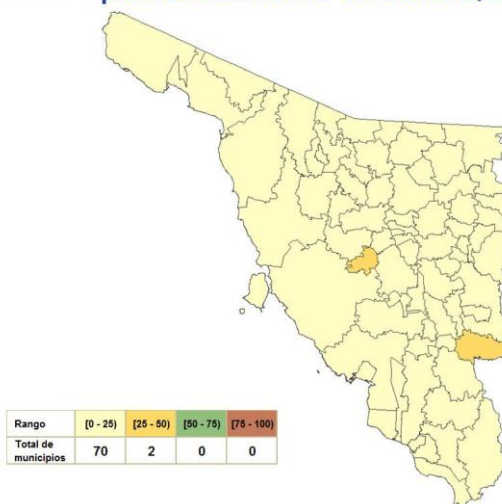 Rango [0 - 25) [25 - 50) [50 - 75) [75 - 100)
Total de
municipios 70 2 0 0